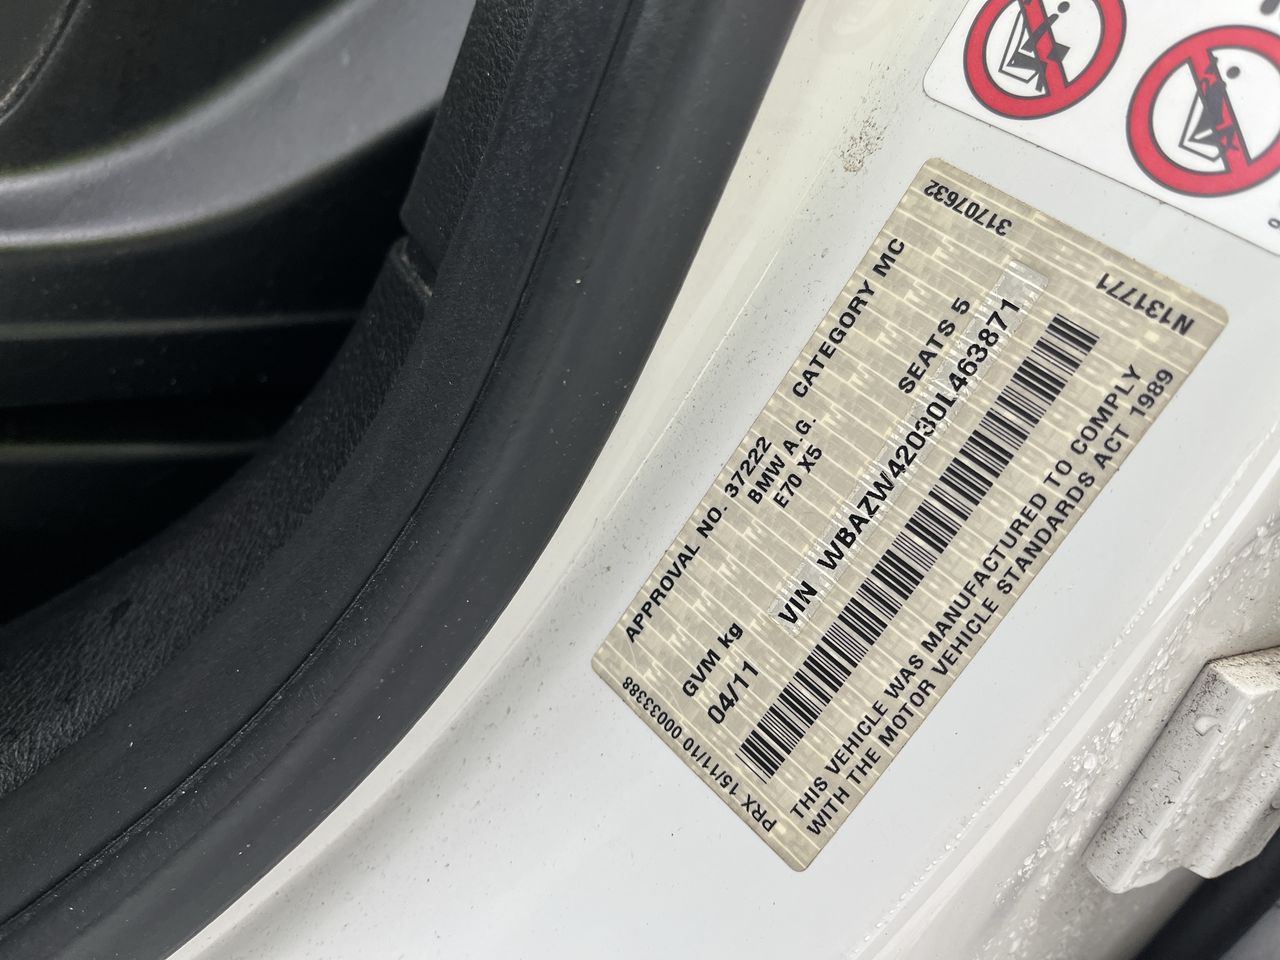 31707632
N131771
APPROVAL NO. 37222 CATEGORY MC
BMW A.G.
E70 X5
SEATS 5
GVM kg
04/11
VIN WBAZW42030L463871
THIS VEHICLE WAS MANUFACTURED TO COMPLY
WITH THE MOTOR VEHICLE STANDARDS ACT 1989
PRX 15/11/10 00033388